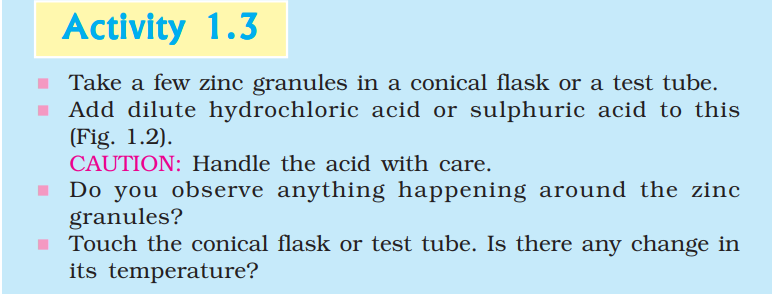 Activity 1.3
■ Take a few zinc granules in a conical flask or a test tube.
■ Add dilute hydrochloric acid or sulphuric acid to this
(Fig. 1.2).
CAUTION: Handle the acid with care.
■ Do you observe anything happening around the zinc
granules?
■ Touch the conical flask or test tube. Is there any change in
its temperature?